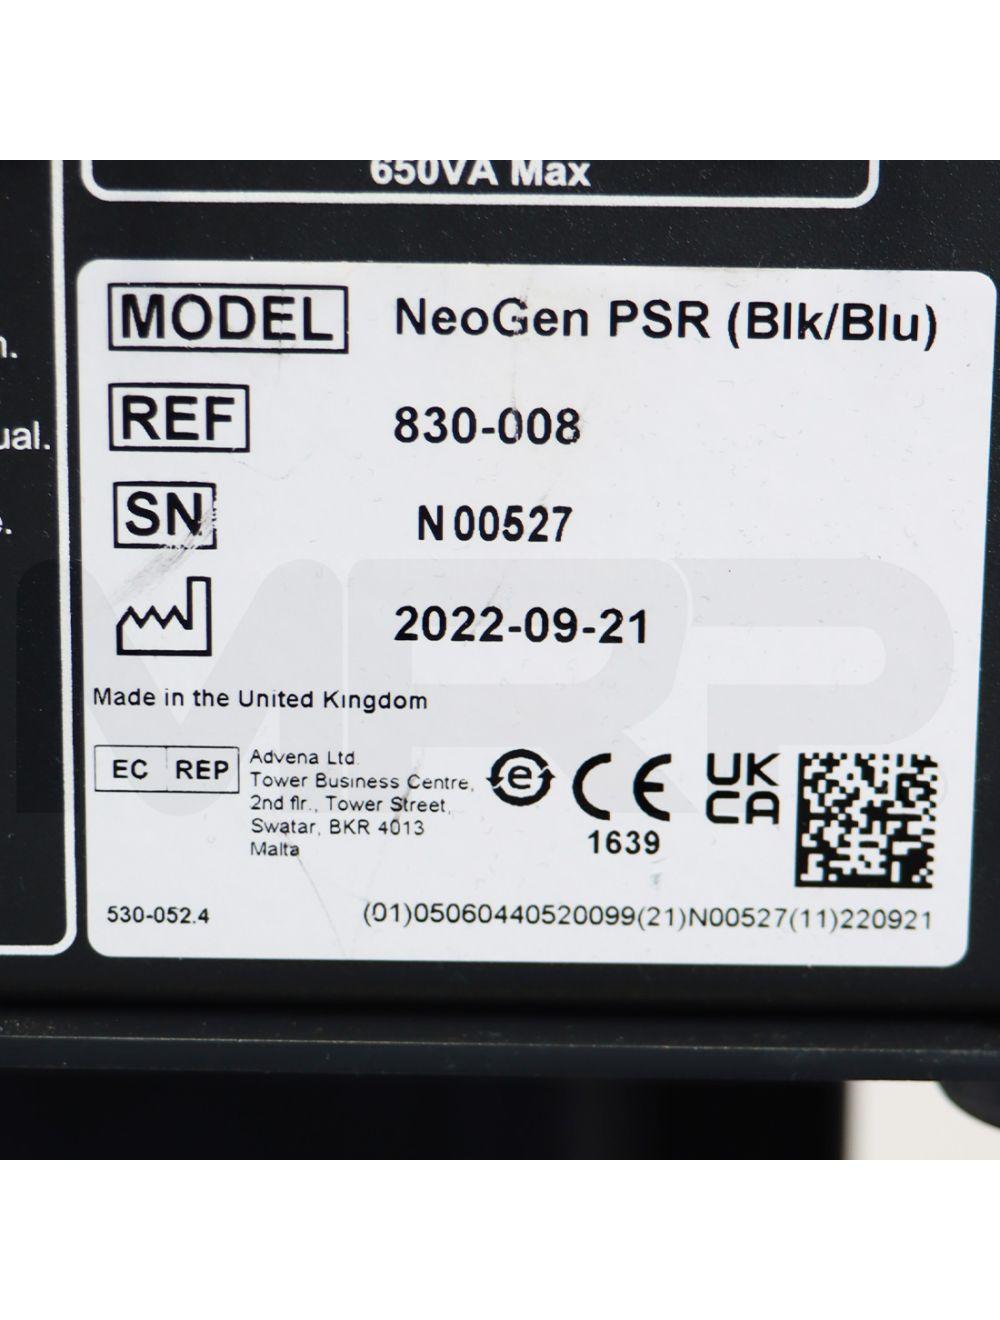 650VA Max
MODEL NeoGen PSR (Blk/Blu)
REF 830-008
SN N00527
2022-09-21
Made in the United Kingdom
EC REP Advena Ltd.
Tower Business Centre,
2nd flr., Tower Street,
Swatar, BKR 4013
Malta
e
CE
1639
UK
CA
530-052.4
(01)05060440520099(21)N00527(11)220921
ual.
MRP